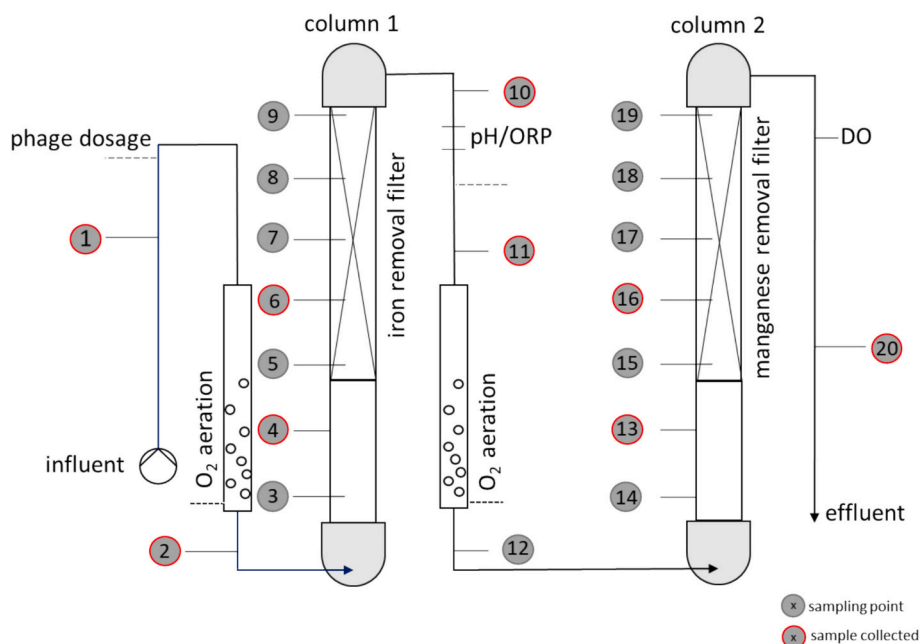 column 1
column 2
phage dosage
1
influent
O2 aeration
2
9
8
7
6
5
4
3
iron removal filter
10
pH/ORP
11
O2 aeration
12
19
18
17
16
15
13
14
manganese removal filter
DO
20
effluent
x sampling point
x sample collected